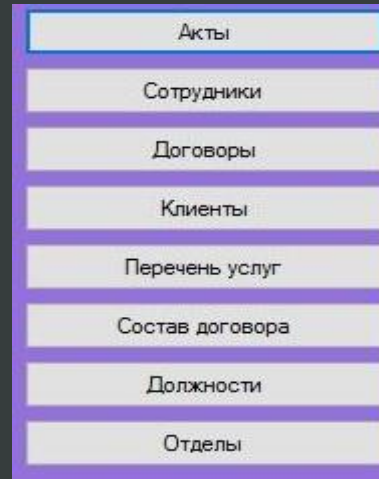 Акты
Сотрудники
Договоры
Клиенты
Перечень услуг
Состав договора
Должности
Отделы